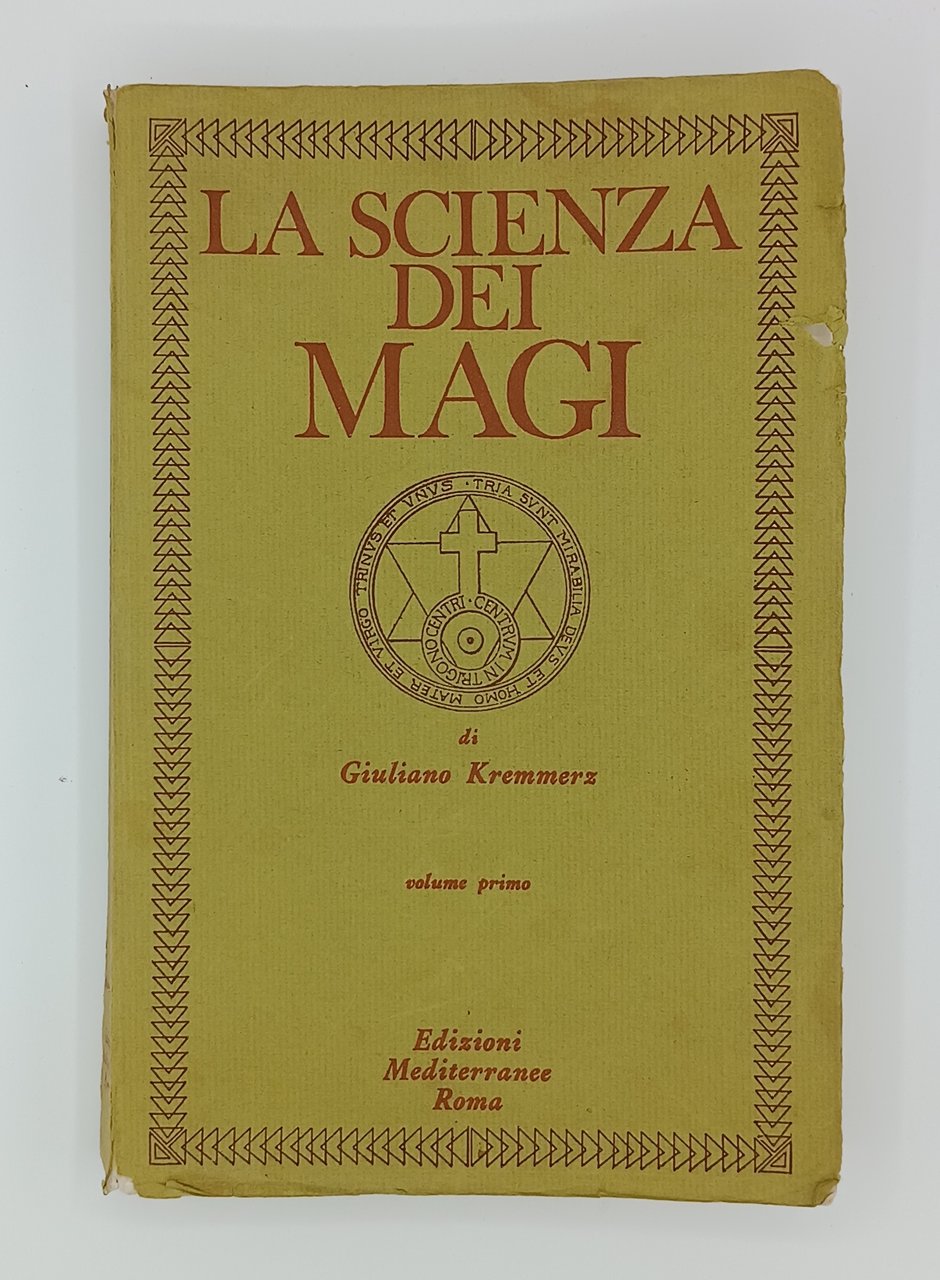 LA SCIENZA
DEI
MAGI
TRIA SVNT MIRABILIA DEVS ET HOMO MATER ET VIRGO TRINVS ET VNVS ·
CENTRVM IN TRIGONO CENTRI ·
di
Giuliano Kremmerz
volume primo
Edizioni
Mediterranee
Roma